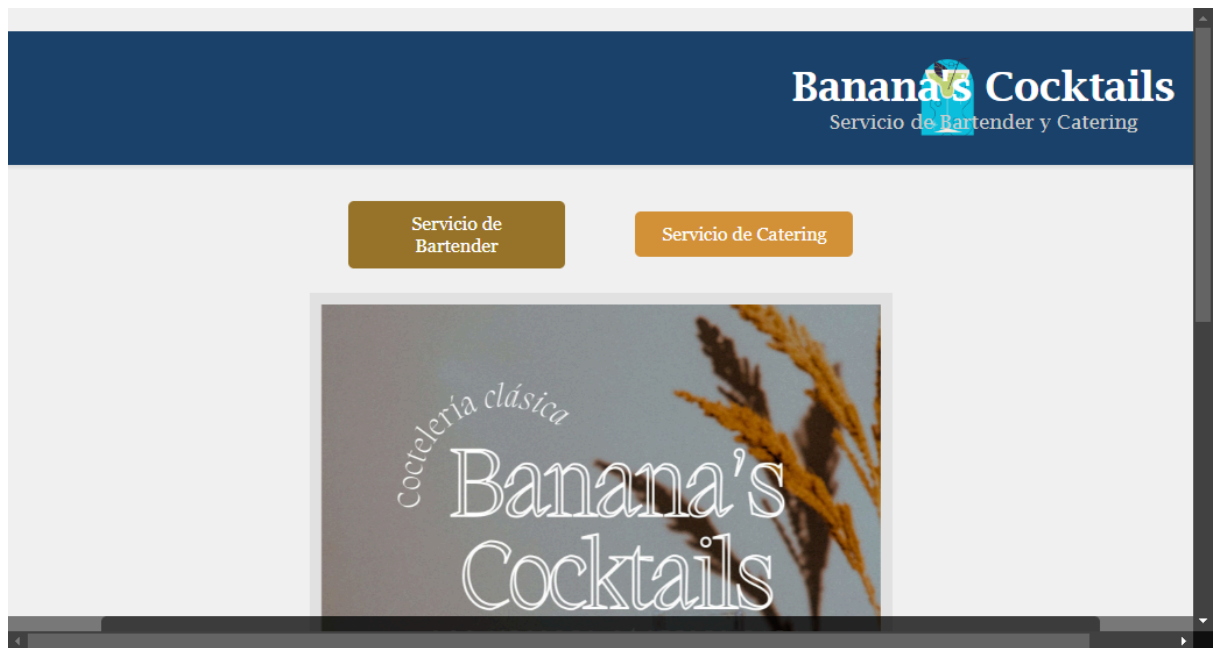 Banana's Cocktails
Servicio de Bartender y Catering
Servicio de
Bartender
Servicio de Catering
Coctelería clásica
Banana's
Cocktails